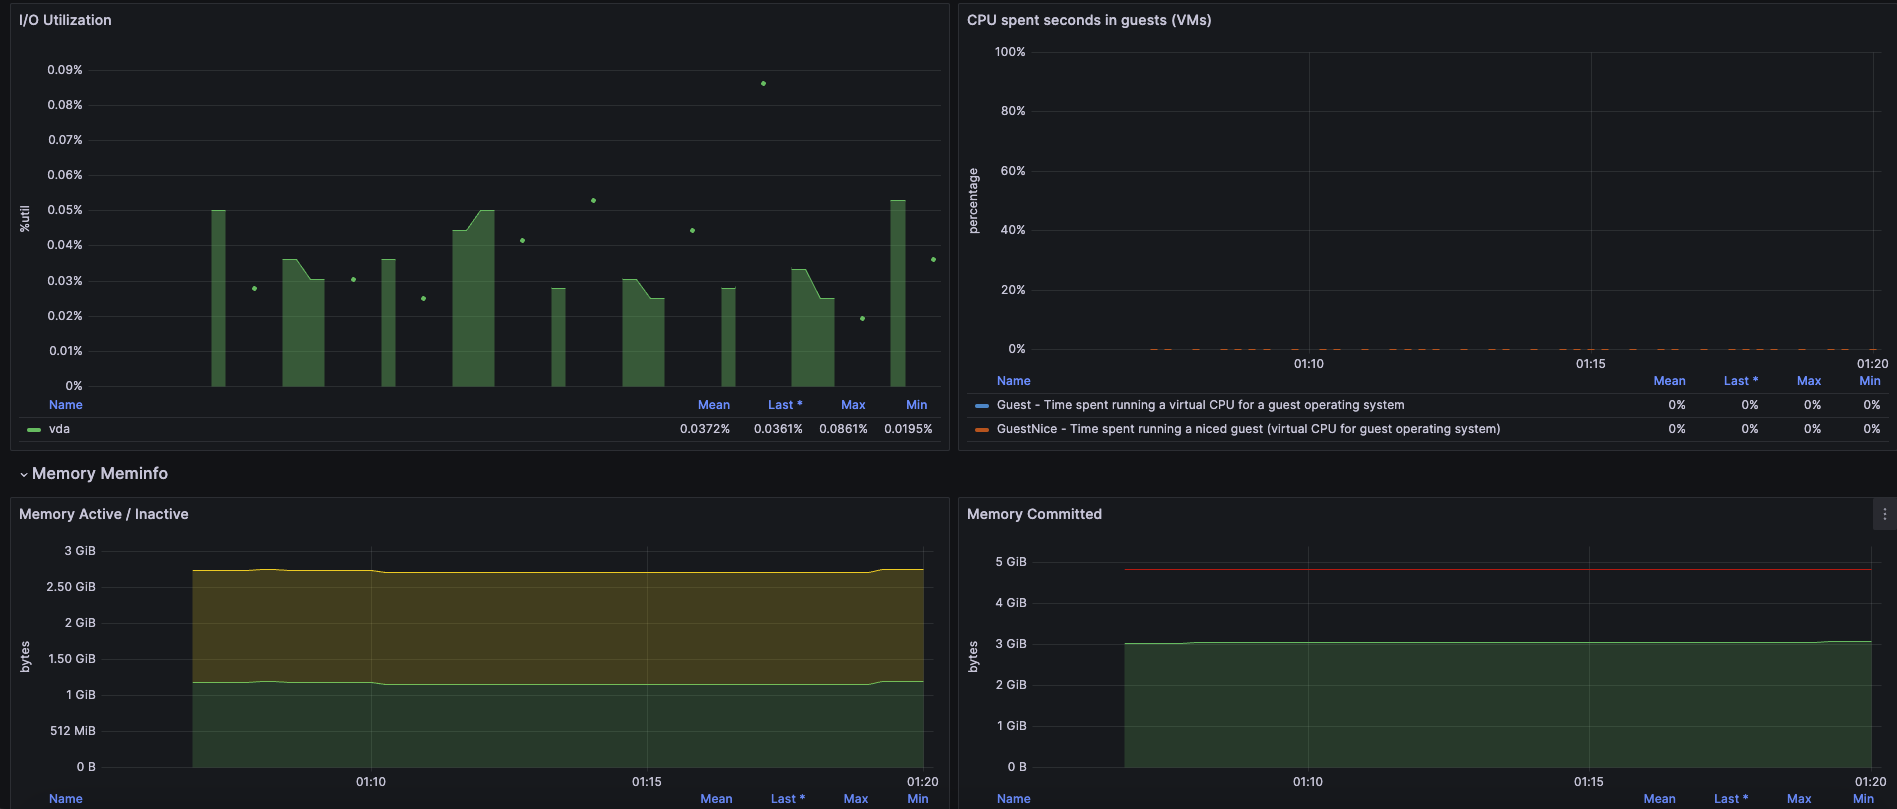 I/O Utilization
%util
0.09%
0.08%
0.07%
0.06%
0.05%
0.04%
0.03%
0.02%
0.01%
0%
Name Mean Last * Max Min
vda 0.0372% 0.0361% 0.0861% 0.0195%
CPU spent seconds in guests (VMs)
percentage
100%
80%
60%
40%
20%
0%
01:10 01:15 01:20
Name Mean Last * Max Min
Guest - Time spent running a virtual CPU for a guest operating system 0% 0% 0% 0%
GuestNice - Time spent running a niced guest (virtual CPU for guest operating system) 0% 0% 0% 0%
Memory Meminfo
Memory Active / Inactive
bytes
3 GiB
2.50 GiB
2 GiB
1.50 GiB
1 GiB
512 MiB
0 B
01:10 01:15 01:20
Name Mean Last * Max Min
Memory Committed
bytes
5 GiB
4 GiB
3 GiB
2 GiB
1 GiB
0 B
01:10 01:15 01:20
Name Mean Last * Max Min